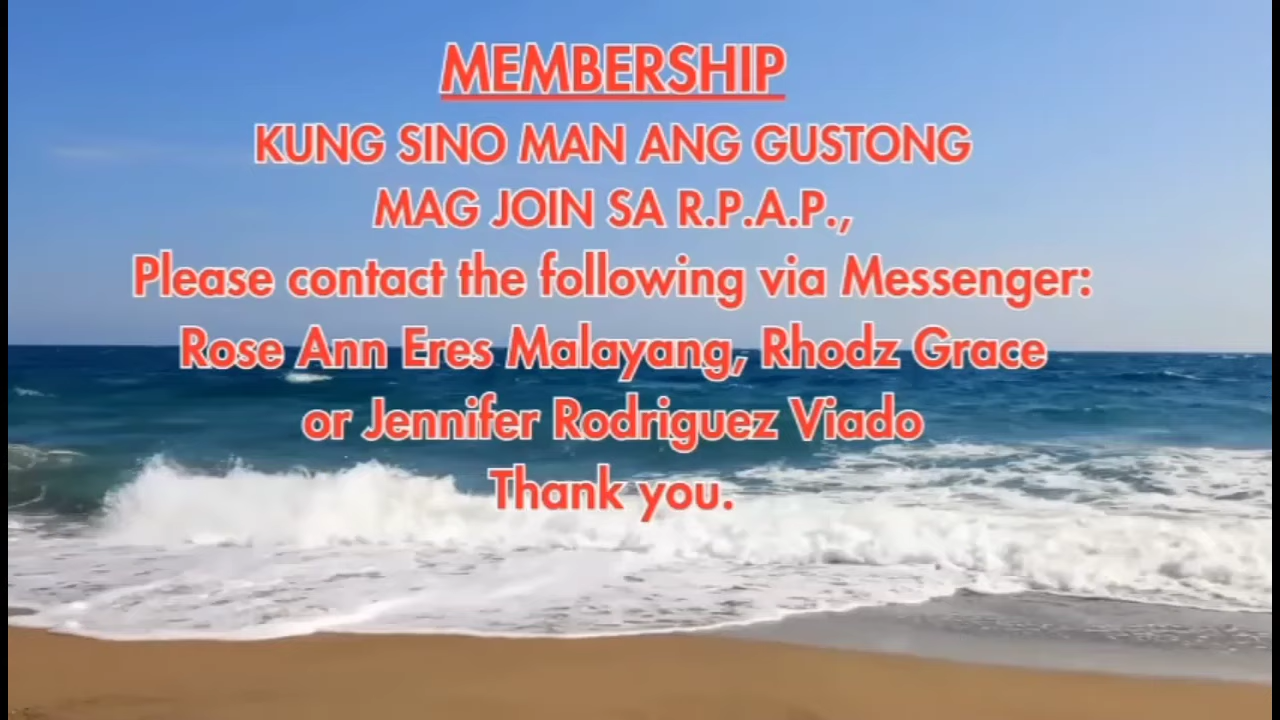 MEMBERSHIP
KUNG SINO MAN ANG GUSTONG
MAG JOIN SA R.P.A.P.,
Please contact the following via Messenger:
Rose Ann Eres Malayang, Rhodz Grace
or Jennifer Rodriguez Viado
Thank you.